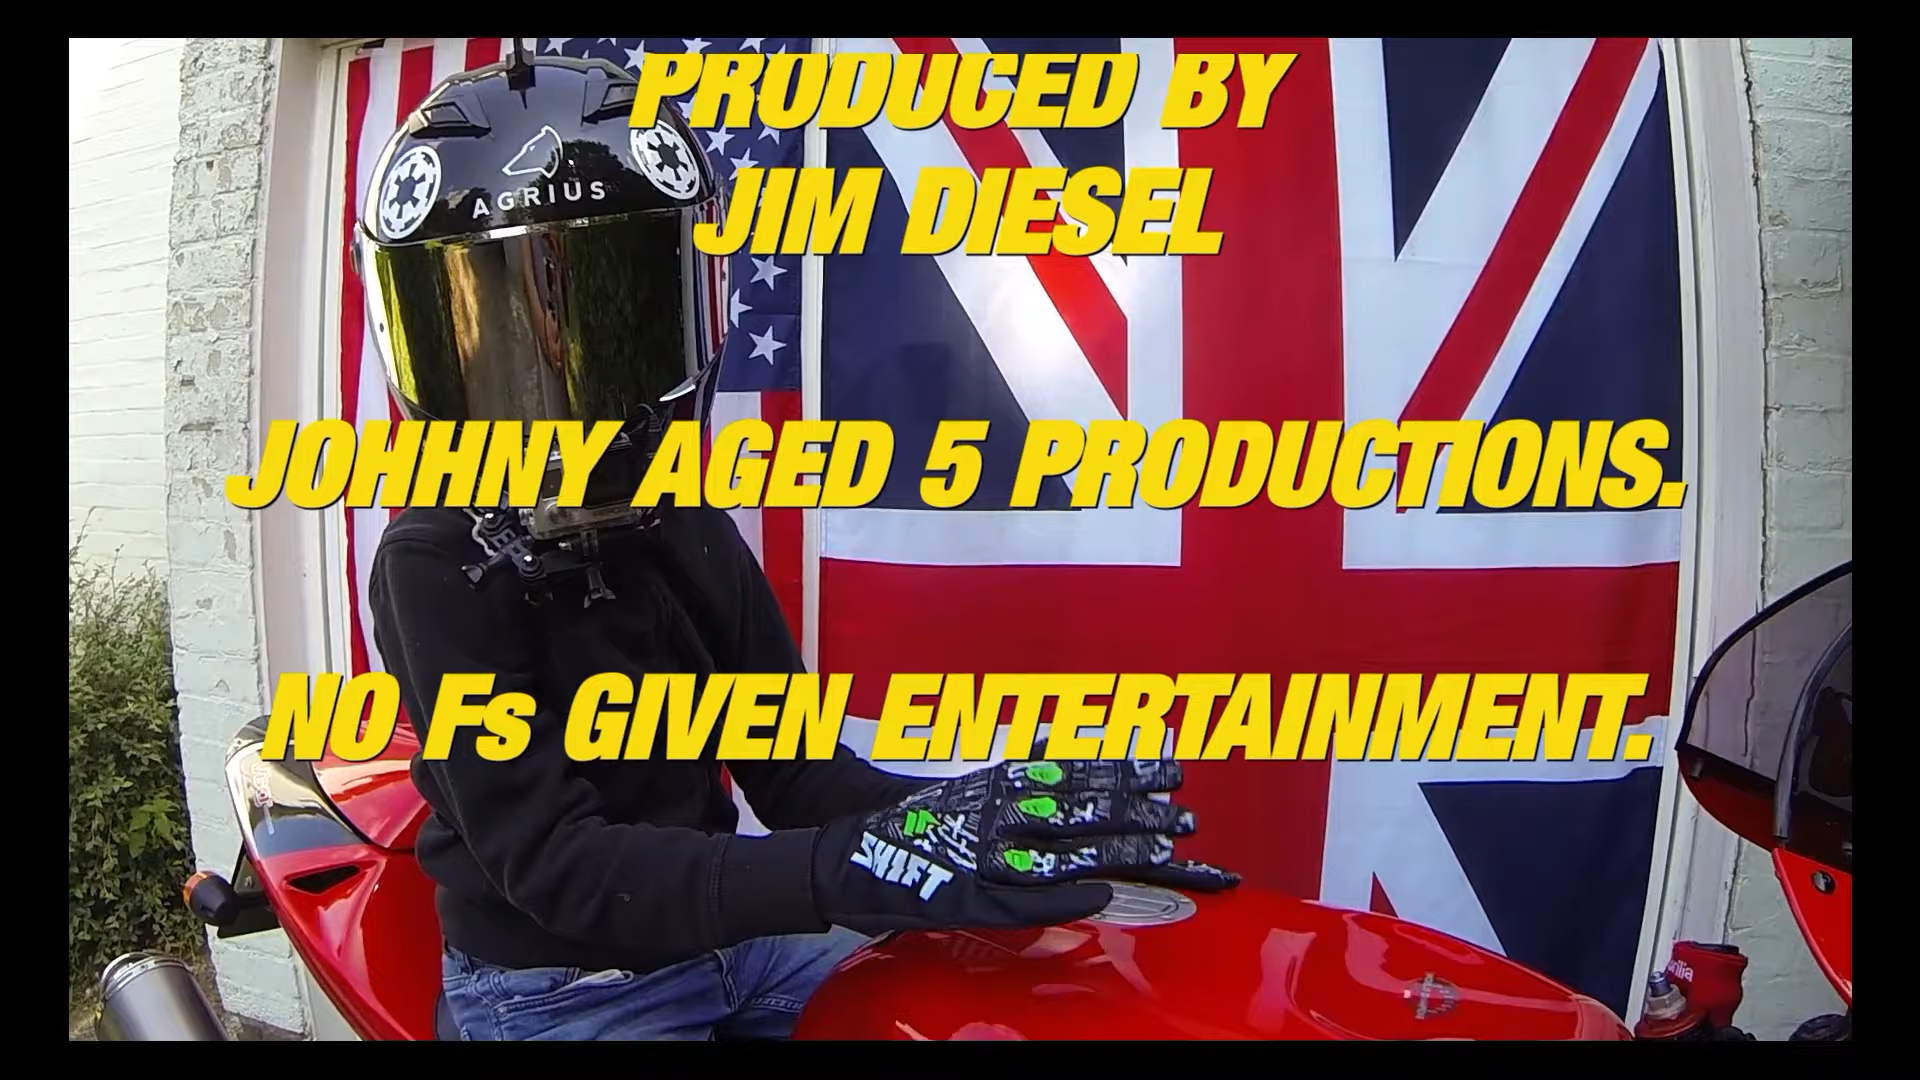 PRODUCED BY
JIM DIESEL
AGRIUS
JOHHNY AGED 5 PRODUCTIONS.
NO Fs GIVEN ENTERTAINMENT.
SHIFT